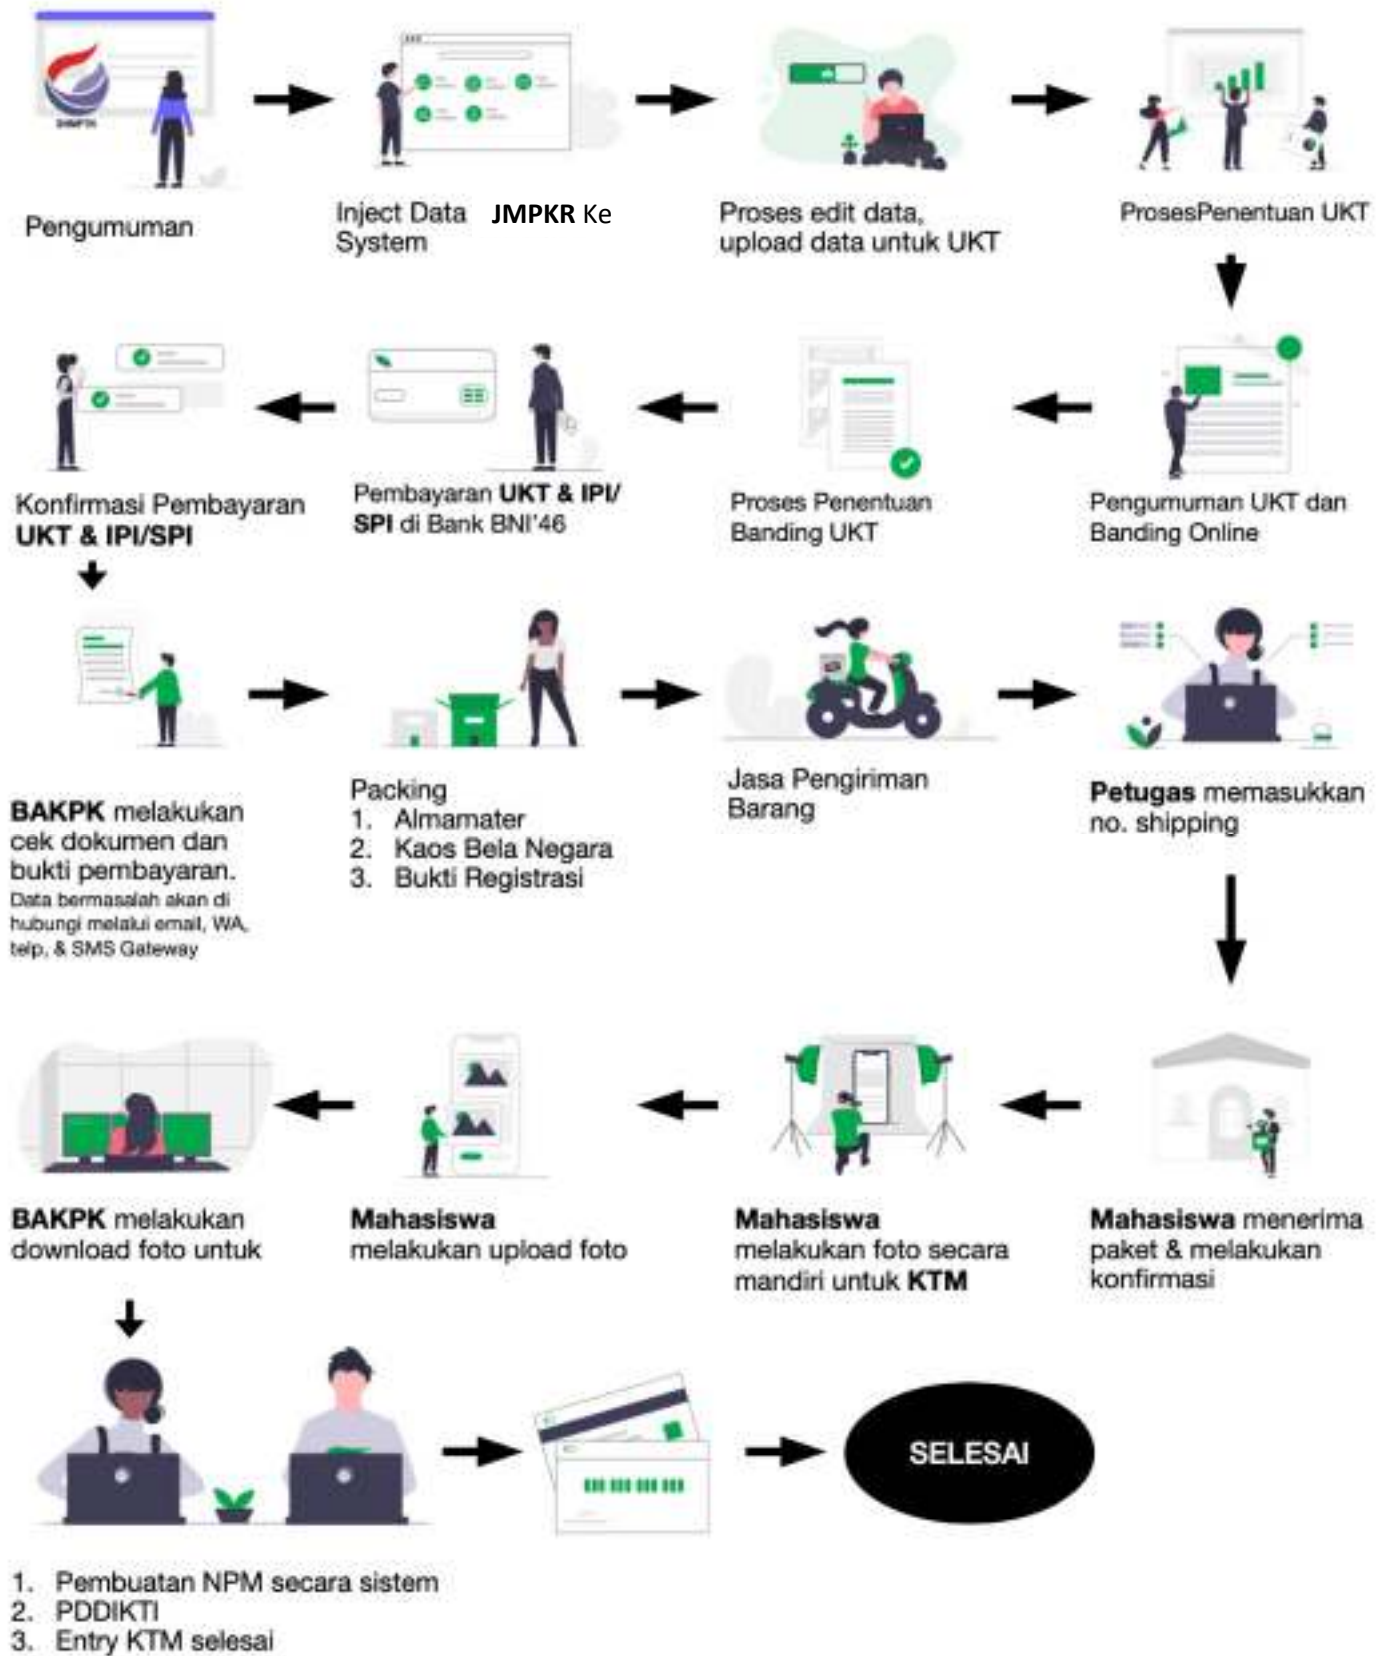 Pengumuman
Inject Data JMPKR Ke
System
Proses edit data,
upload data untuk UKT
ProsesPenentuan UKT
Pengumuman UKT dan
Banding Online
Proses Penentuan
Banding UKT
Pembayaran UKT & IPI/
SPI di Bank BNI'46
Konfirmasi Pembayaran
UKT & IPI/SPI
BAKPK melakukan
cek dokumen dan
bukti pembayaran.
Data bermasalah akan di
hubungi melalui email, WA,
telp, & SMS Gateway
Packing
1. Almamater
2. Kaos Bela Negara
3. Bukti Registrasi
Jasa Pengiriman
Barang
Petugas memasukkan
no. shipping
Mahasiswa menerima
paket & melakukan
konfirmasi
Mahasiswa
melakukan foto secara
mandiri untuk KTM
Mahasiswa
melakukan upload foto
BAKPK melakukan
download foto untuk
1. Pembuatan NPM secara sistem
2. PDDIKTI
3. Entry KTM selesai
SELESAI